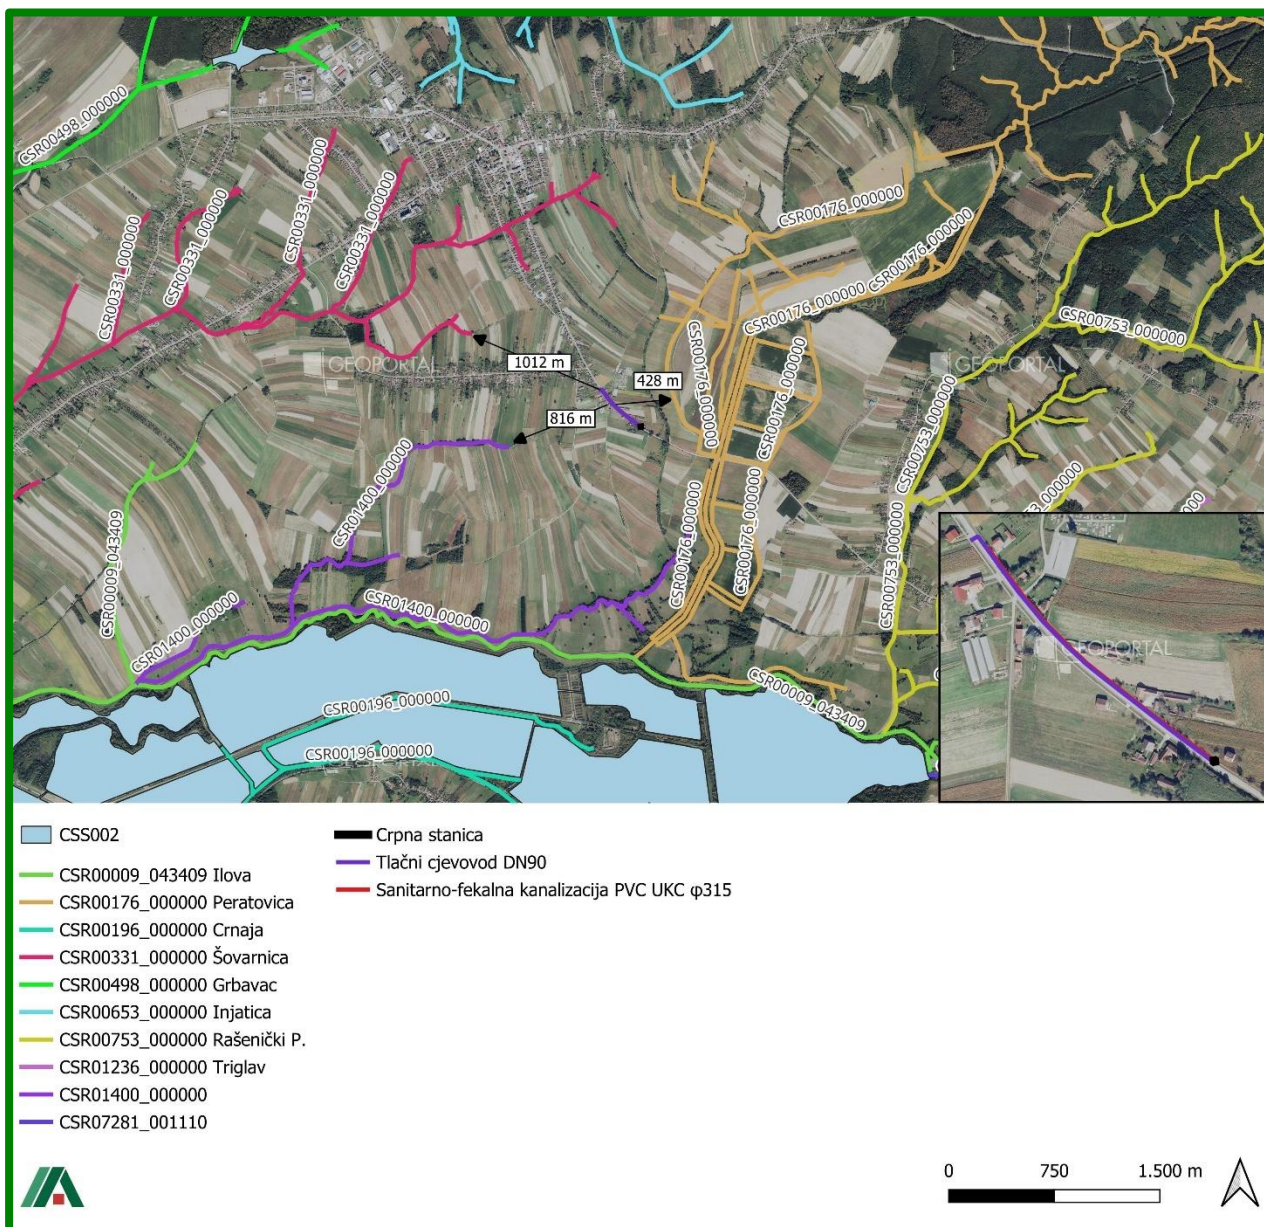 CSR00498_000000
CSR00331_000000
CSR00331_000000
CSR00331_000000
CSR00331_000000
CSR00176_000000
CSR00176_000000
CSR00176_000000
CSR00176_000000
CSR00176_000000
CSR00753_000000
GEOPORTAL
GEOPORTAL
1012 m
428 m
816 m
CSR01400_000000
CSR00753_000000
CSR00009_043409
CSR00176_000000
CSR00176_000000
CSR00753_000000
3_000000
CSR01400_000000
CSR01400_000000
GEOPORTAL
CSR00009_043409
CSR00196_000000
CSR00196_000000
CSS002
CSR00009_043409 Ilova
CSR00176_000000 Peratovica
CSR00196_000000 Crnaja
CSR00331_000000 Šovarnica
CSR00498_000000 Grbavac
CSR00653_000000 Injatica
CSR00753_000000 Rašenički P.
CSR01236_000000 Triglav
CSR01400_000000
CSR07281_001110
Crpna stanica
Tlačni cjevovod DN90
Sanitarno-fekalna kanalizacija PVC UKC φ315
0 750 1.500 m